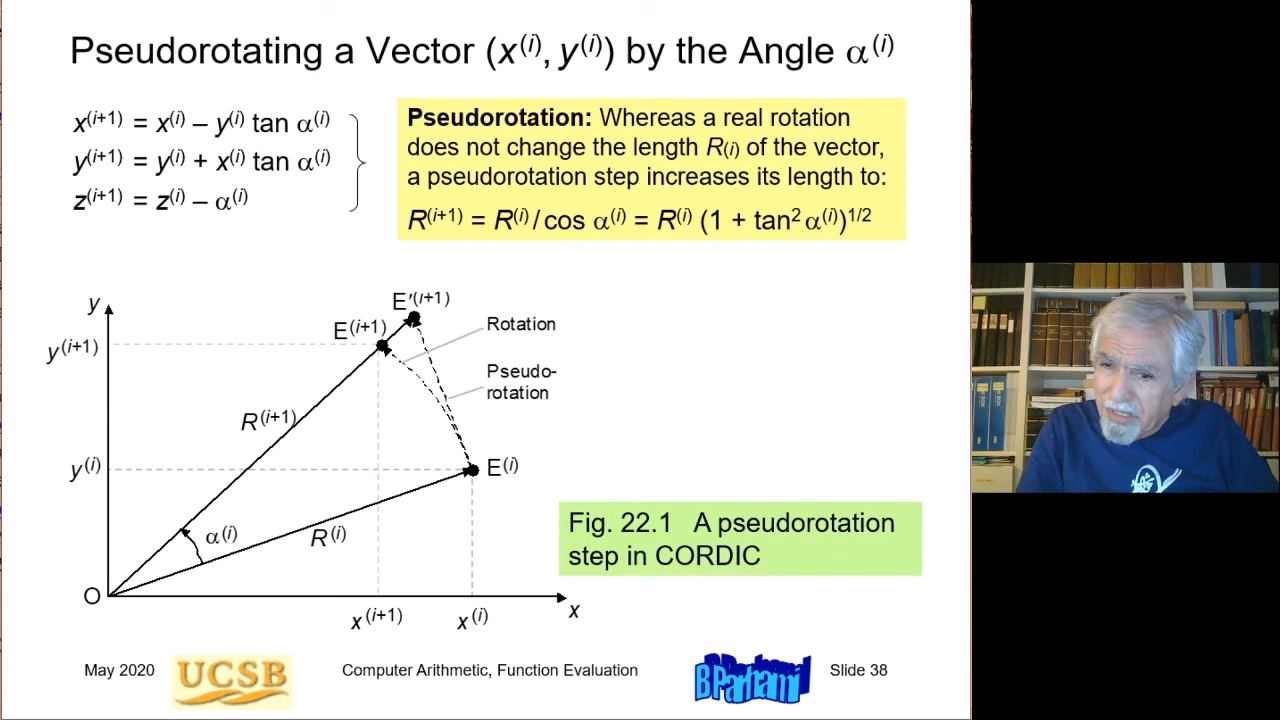 Pseudorotating a Vector (x(i), y(i)) by the Angle α(i)
x(i+1) = x(i) – y(i) tan α(i)
y(i+1) = y(i) + x(i) tan α(i)
z(i+1) = z(i) – α(i)
Pseudorotation: Whereas a real rotation
does not change the length R(i) of the vector,
a pseudorotation step increases its length to:
R(i+1) = R(i) / cos α(i) = R(i) (1 + tan2 α(i))1/2
y
E′(i+1)
E(i+1)
Rotation
y(i+1)
Pseudo-
rotation
R(i+1)
y(i)
E(i)
α(i)
R(i)
O
x(i+1)
x(i)
x
Fig. 22.1 A pseudorotation
step in CORDIC
May 2020
UCSB
Computer Arithmetic, Function Evaluation
B Parhami
Slide 38